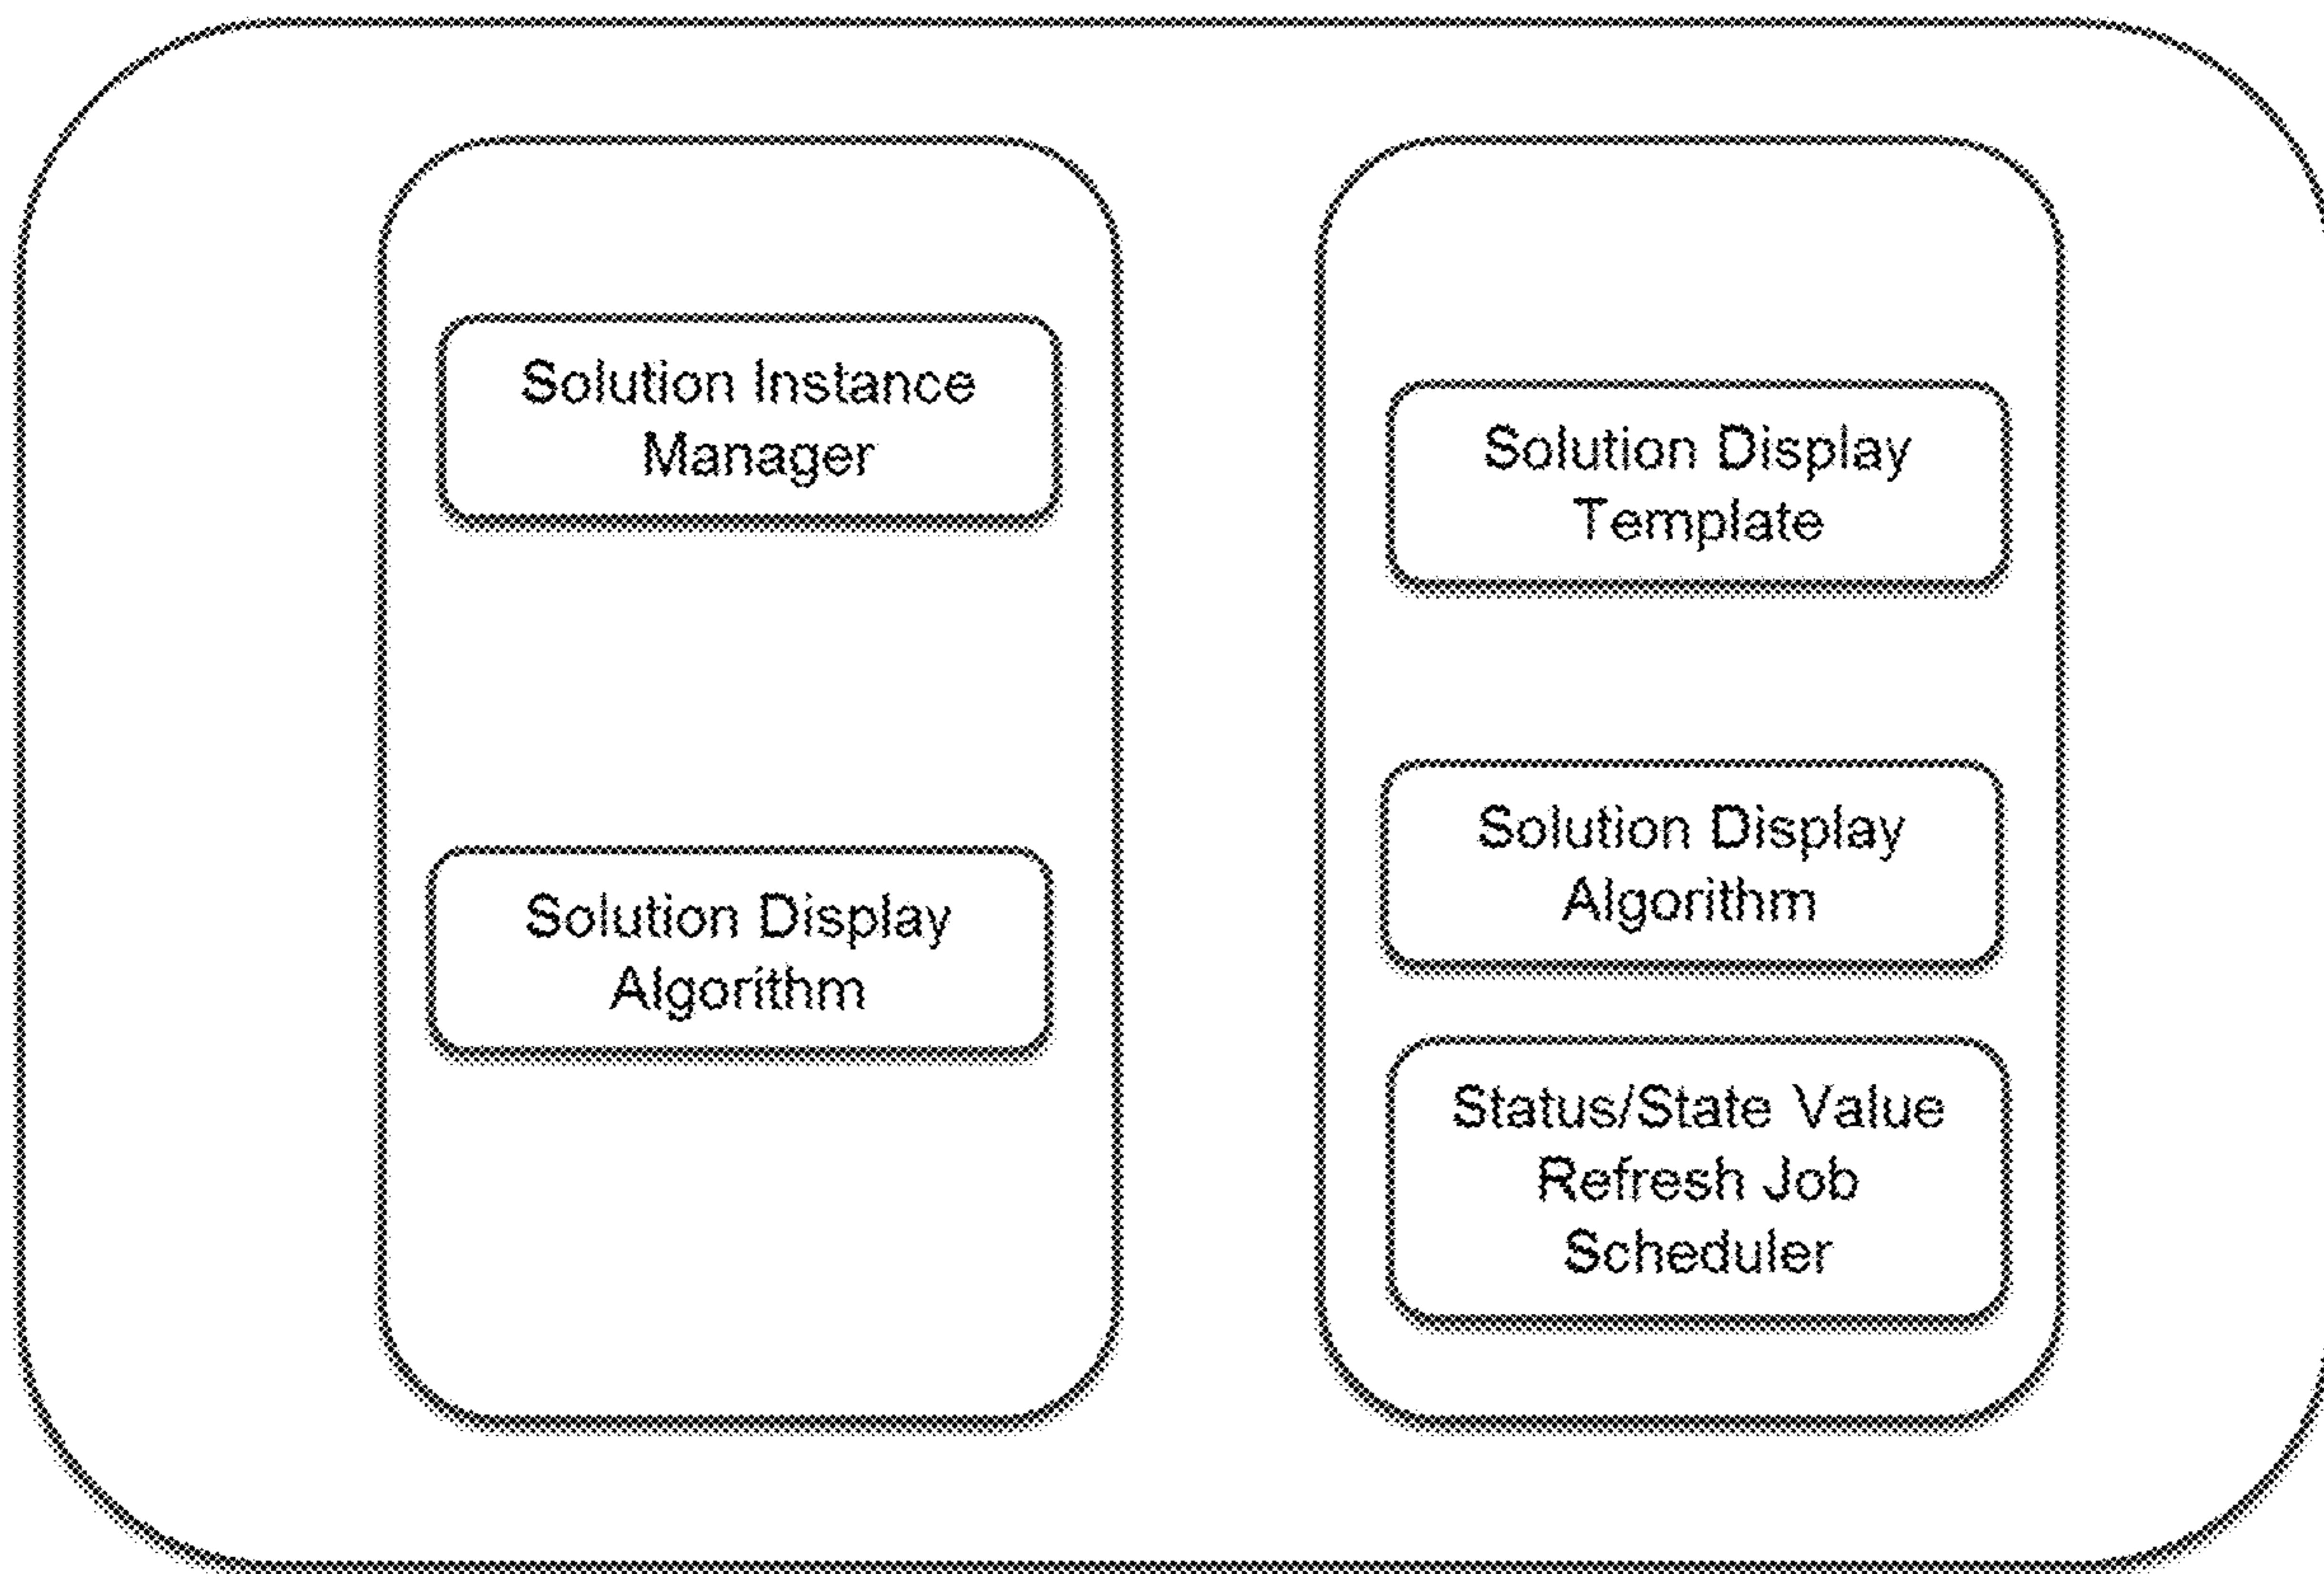 Solution Instance
Manager
Solution Display
Algorithm
Solution Display
Template
Solution Display
Algorithm
Status/State Value
Refresh Job
Scheduler